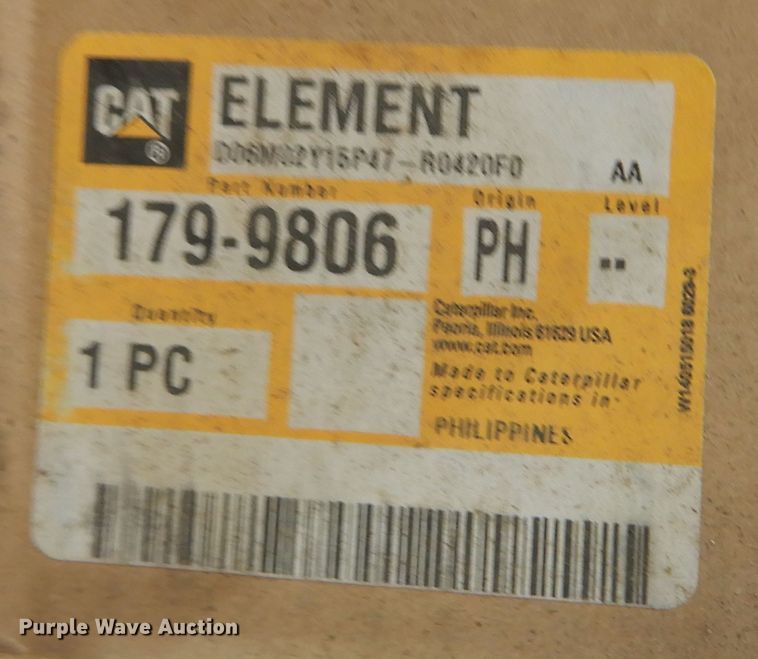 CAT
ELEMENT
D06M02Y15P47-R0420F0 AA
Part Number Origin Level
179-9806 PH --
Quantity
1 PC
Caterpillar Inc.
Peoria, Illinois 61629 USA
www.cat.com
Made to Caterpillar
specifications in
PHILIPPINES
Purple Wave Auction